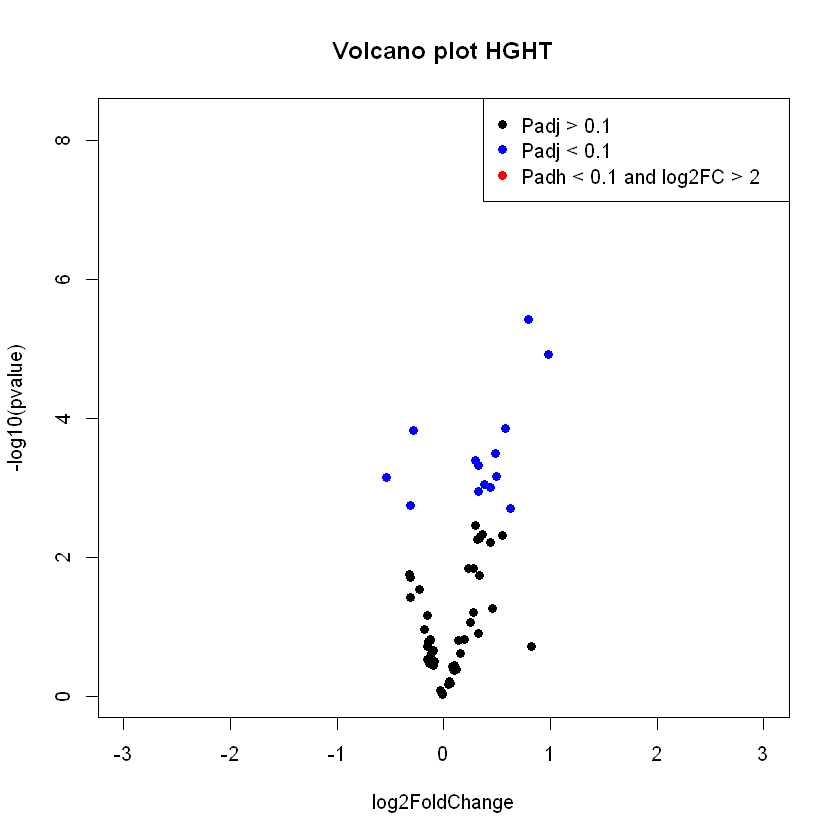 Volcano plot HGHT
Padj > 0.1
Padj < 0.1
Padh < 0.1 and log2FC > 2
8
6
4
2
0
-log10(pvalue)
-3 -2 -1 0 1 2 3
log2FoldChange